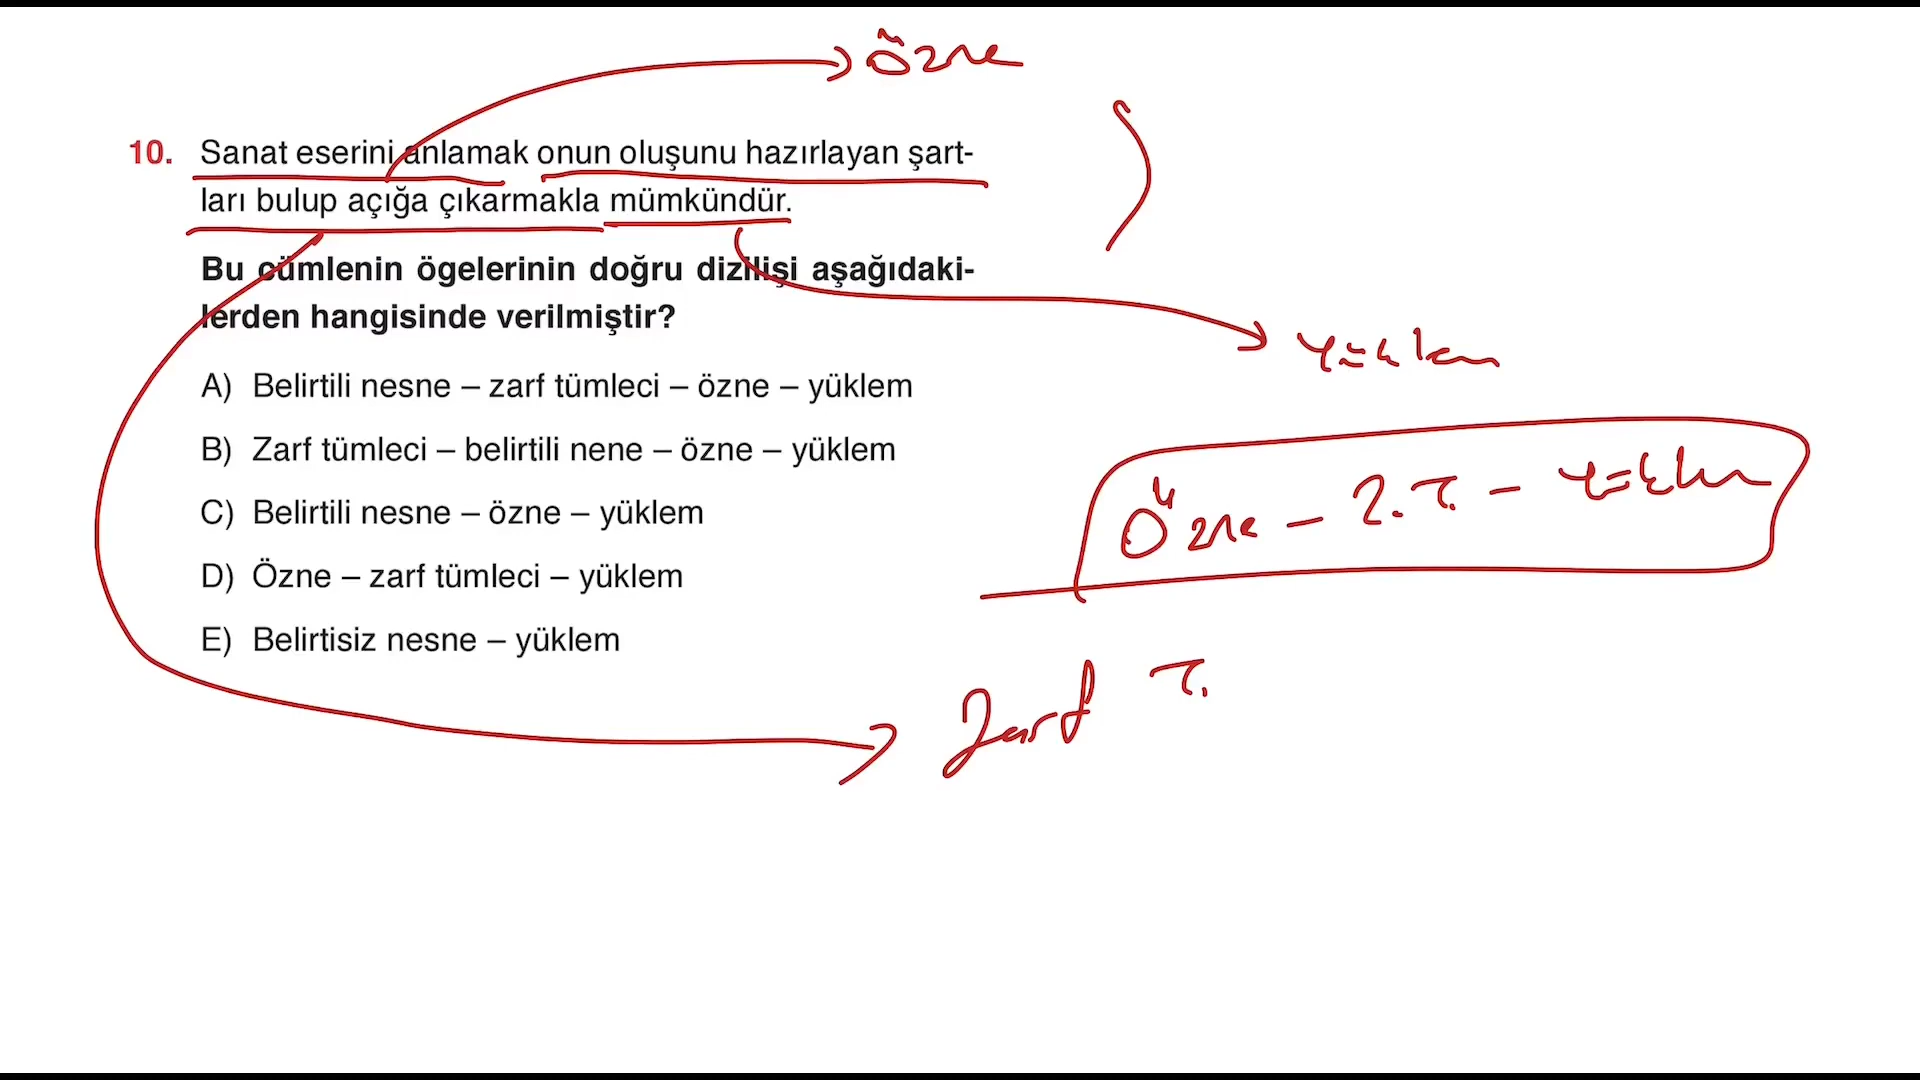 Özne
10. Sanat eserini anlamak onun oluşunu hazırlayan şart-
ları bulup açığa çıkarmakla mümkündür.
Bu cümlenin ögelerinin doğru dizilişi aşağıdaki-
lerden hangisinde verilmiştir?
Yüklem
A) Belirtili nesne – zarf tümleci – özne – yüklem
B) Zarf tümleci – belirtili nene – özne – yüklem
Özne – Z.T. – Yüklem
C) Belirtili nesne – özne – yüklem
D) Özne – zarf tümleci – yüklem
E) Belirtisiz nesne – yüklem
Zarf T.